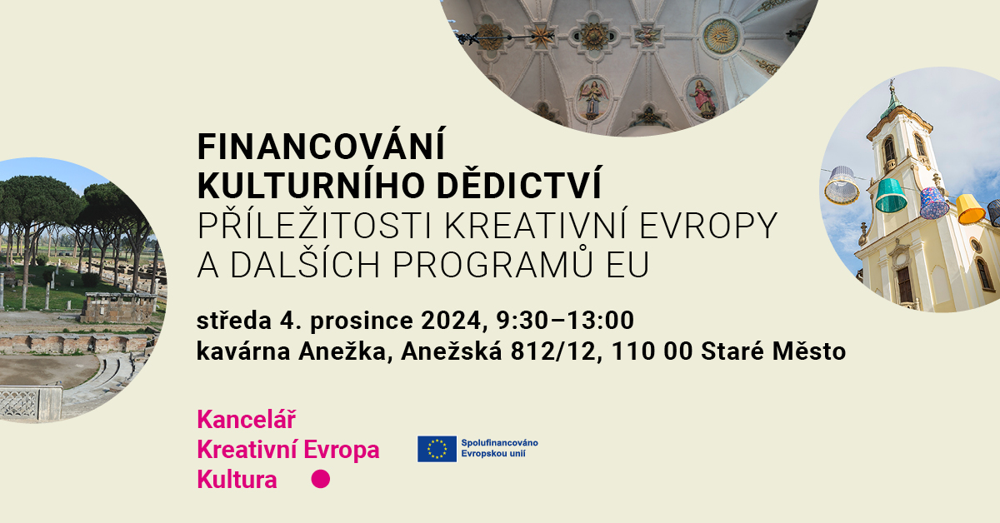 FINANCOVÁNÍ
KULTURNÍHO DĚDICTVÍ
PŘÍLEŽITOSTI KREATIVNÍ EVROPY
A DALŠÍCH PROGRAMŮ EU
středa 4. prosince 2024, 9:30–13:00
kavárna Anežka, Anežská 812/12, 110 00 Staré Město
Kancelář
Kreativní Evropa
Kultura
Spolufinancováno
Evropskou unií